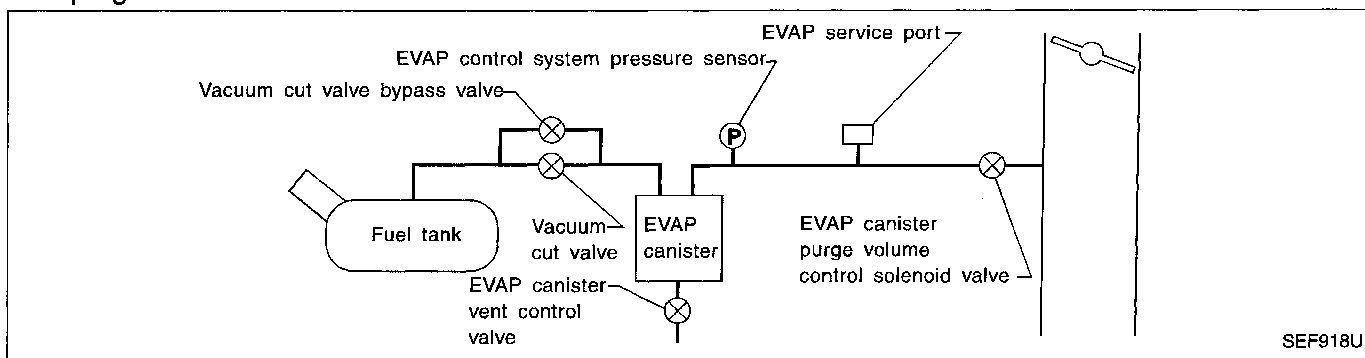 EVAP service port
EVAP control system pressure sensor
Vacuum cut valve bypass valve
P
Fuel tank
Vacuum
cut valve
EVAP
canister
EVAP canister
purge volume
control solenoid valve
EVAP canister
vent control
valve
SEF918U